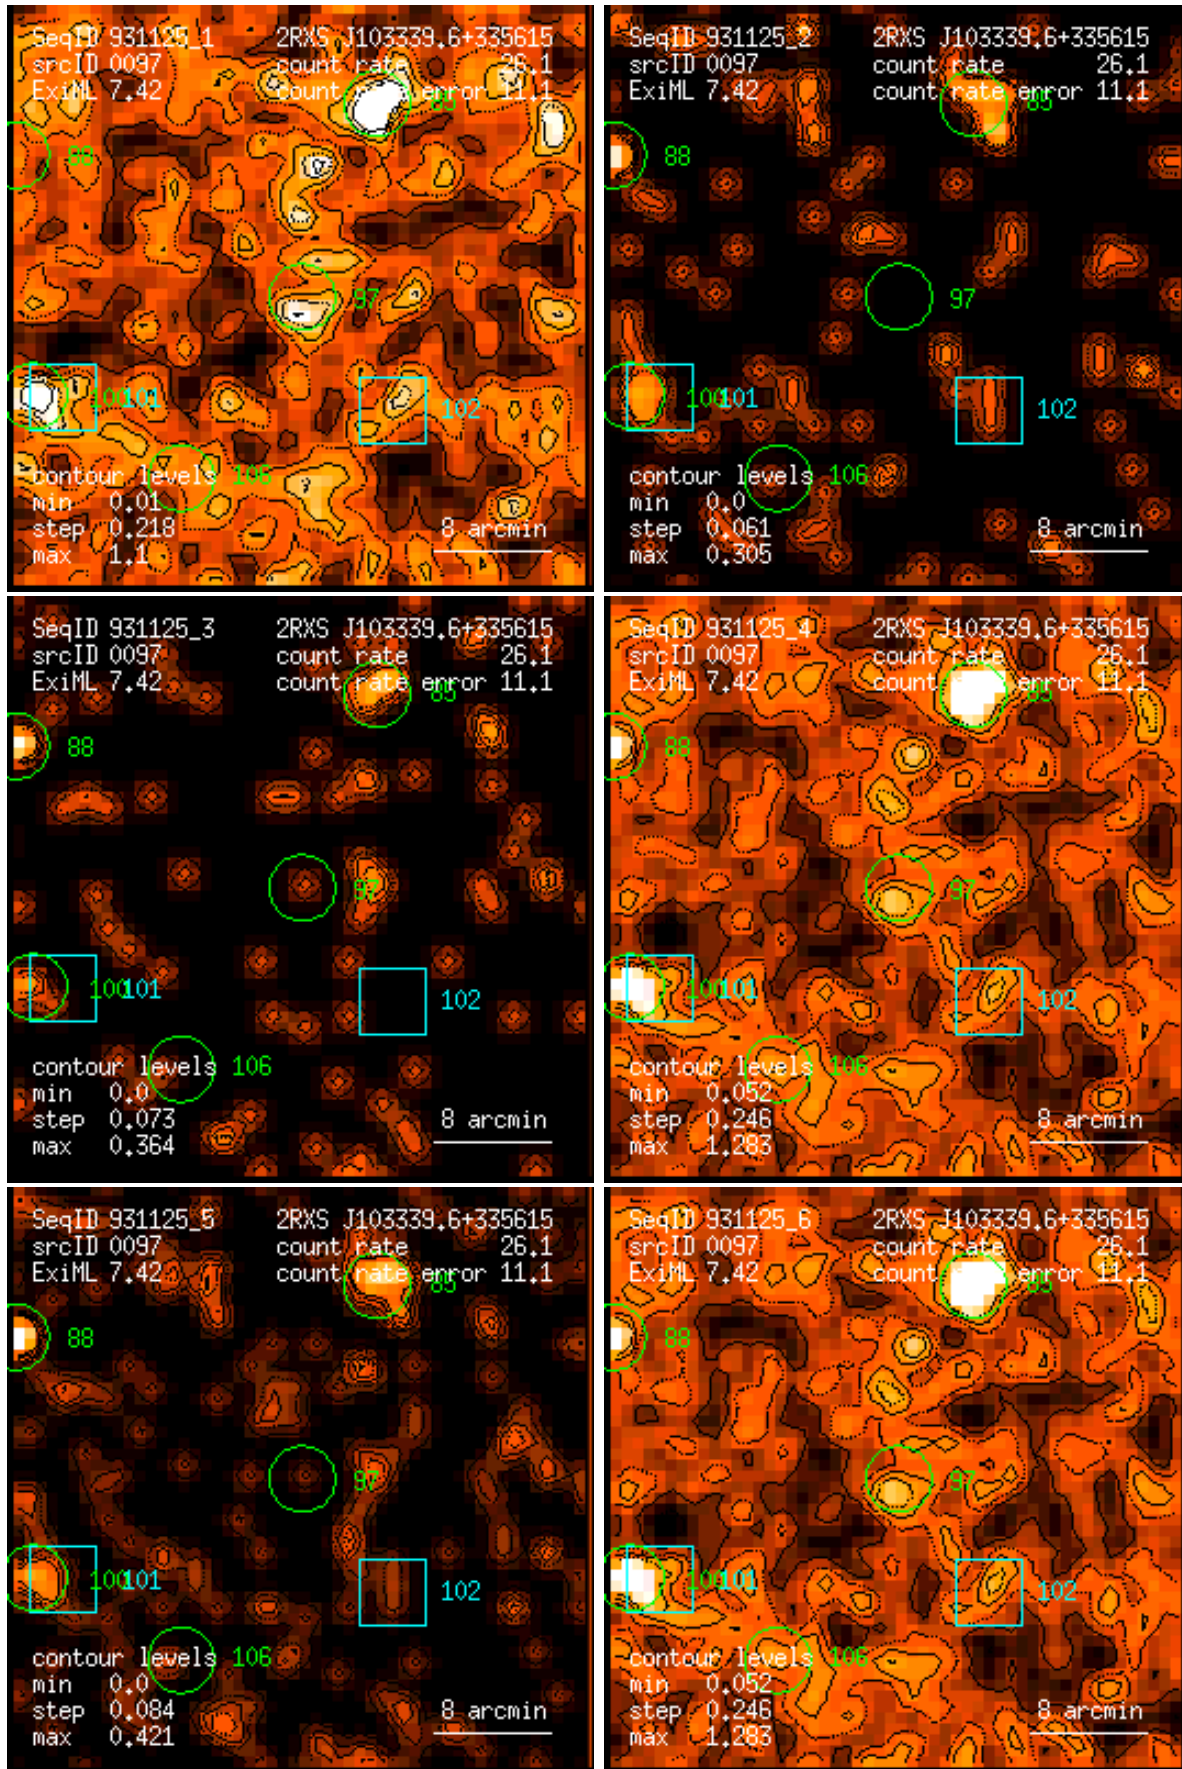 SeqID 931125_1 2RXS J103339.6+335615
srcID 0097 count rate 26.1
ExiML 7.42 count rate error 11.1
85
88
97
100 101 102
contour levels 106
min 0.01
step 0.218 8 arcmin
max 1.1
SeqID 931125_2 2RXS J103339.6+335615
srcID 0097 count rate 26.1
ExiML 7.42 count rate error 11.1
85
88
97
100 101 102
contour levels 106
min 0.0
step 0.061 8 arcmin
max 0.305
SeqID 931125_3 2RXS J103339.6+335615
srcID 0097 count rate 26.1
ExiML 7.42 count rate error 11.1
85
88
97
100 101 102
contour levels 106
min 0.0
step 0.073 8 arcmin
max 0.364
SeqID 931125_4 2RXS J103339.6+335615
srcID 0097 count rate 26.1
ExiML 7.42 count rate error 11.1
85
88
97
100 101 102
contour levels 106
min 0.052
step 0.246 8 arcmin
max 1.283
SeqID 931125_5 2RXS J103339.6+335615
srcID 0097 count rate 26.1
ExiML 7.42 count rate error 11.1
85
88
97
100 101 102
contour levels 106
min 0.0
step 0.084 8 arcmin
max 0.421
SeqID 931125_6 2RXS J103339.6+335615
srcID 0097 count rate 26.1
ExiML 7.42 count rate error 11.1
85
88
97
100 101 102
contour levels 106
min 0.052
step 0.246 8 arcmin
max 1.283